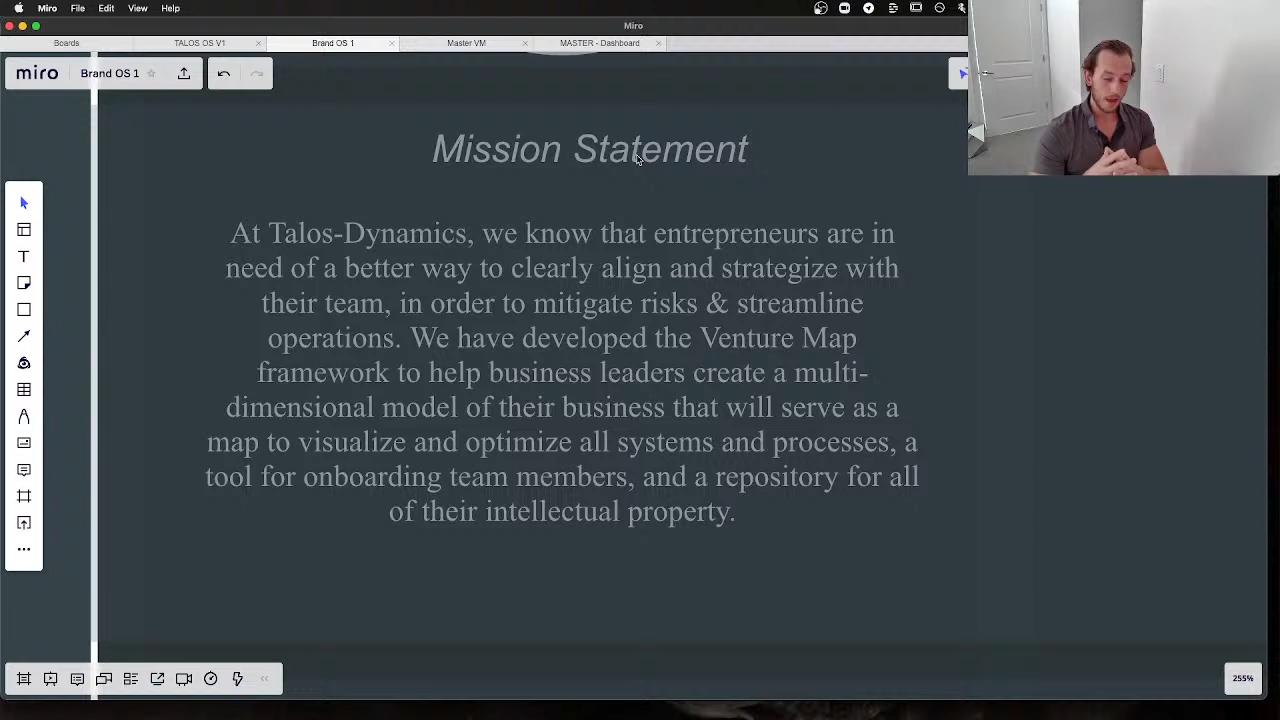 Miro File Edit View Help
Miro
Boards TALOS OS V1 Brand OS 1 Master VM MASTER - Dashboard
miro Brand OS 1
Mission Statement
At Talos-Dynamics, we know that entrepreneurs are in
need of a better way to clearly align and strategize with
their team, in order to mitigate risks & streamline
operations. We have developed the Venture Map
framework to help business leaders create a multi-
dimensional model of their business that will serve as a
map to visualize and optimize all systems and processes, a
tool for onboarding team members, and a repository for all
of their intellectual property.
255%